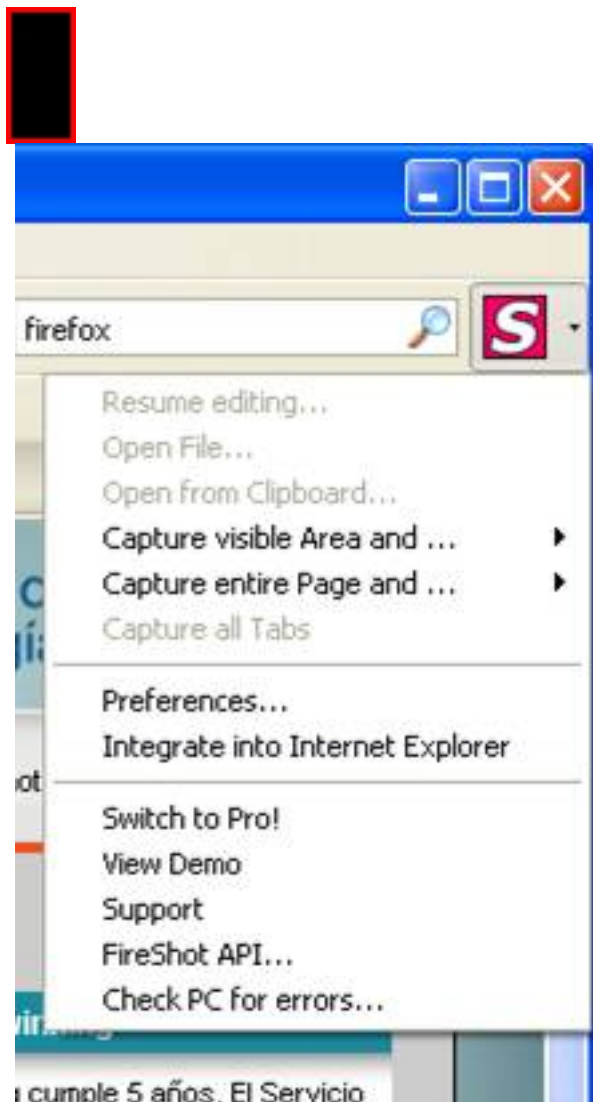 firefox
S
Resume editing...
Open File...
Open from Clipboard...
Capture visible Area and ...
Capture entire Page and ...
Capture all Tabs
Preferences...
Integrate into Internet Explorer
Switch to Pro!
View Demo
Support
FireShot API...
Check PC for errors...
cumple 5 años. El Servicio